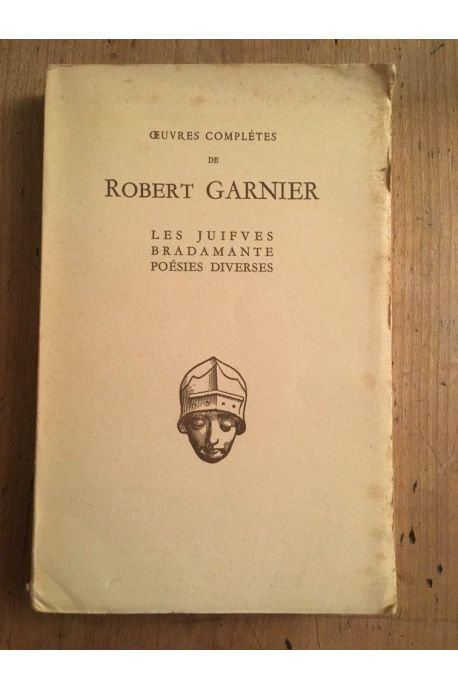 ŒUVRES COMPLÈTES
DE
ROBERT GARNIER
LES JUIFVES
BRADAMANTE
POÉSIES DIVERSES